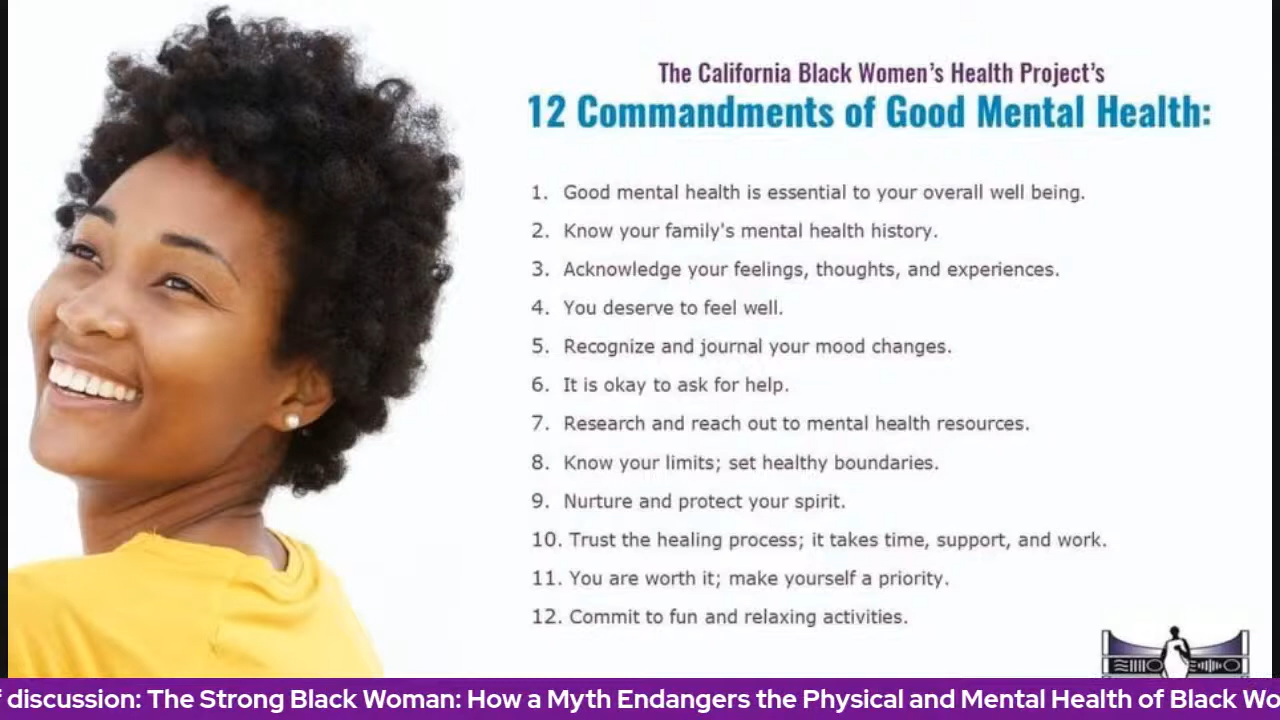 The California Black Women's Health Project's
12 Commandments of Good Mental Health:
1. Good mental health is essential to your overall well being.
2. Know your family's mental health history.
3. Acknowledge your feelings, thoughts, and experiences.
4. You deserve to feel well.
5. Recognize and journal your mood changes.
6. It is okay to ask for help.
7. Research and reach out to mental health resources.
8. Know your limits; set healthy boundaries.
9. Nurture and protect your spirit.
10. Trust the healing process; it takes time, support, and work.
11. You are worth it; make yourself a priority.
12. Commit to fun and relaxing activities.
discussion: The Strong Black Woman: How a Myth Endangers the Physical and Mental Health of Black